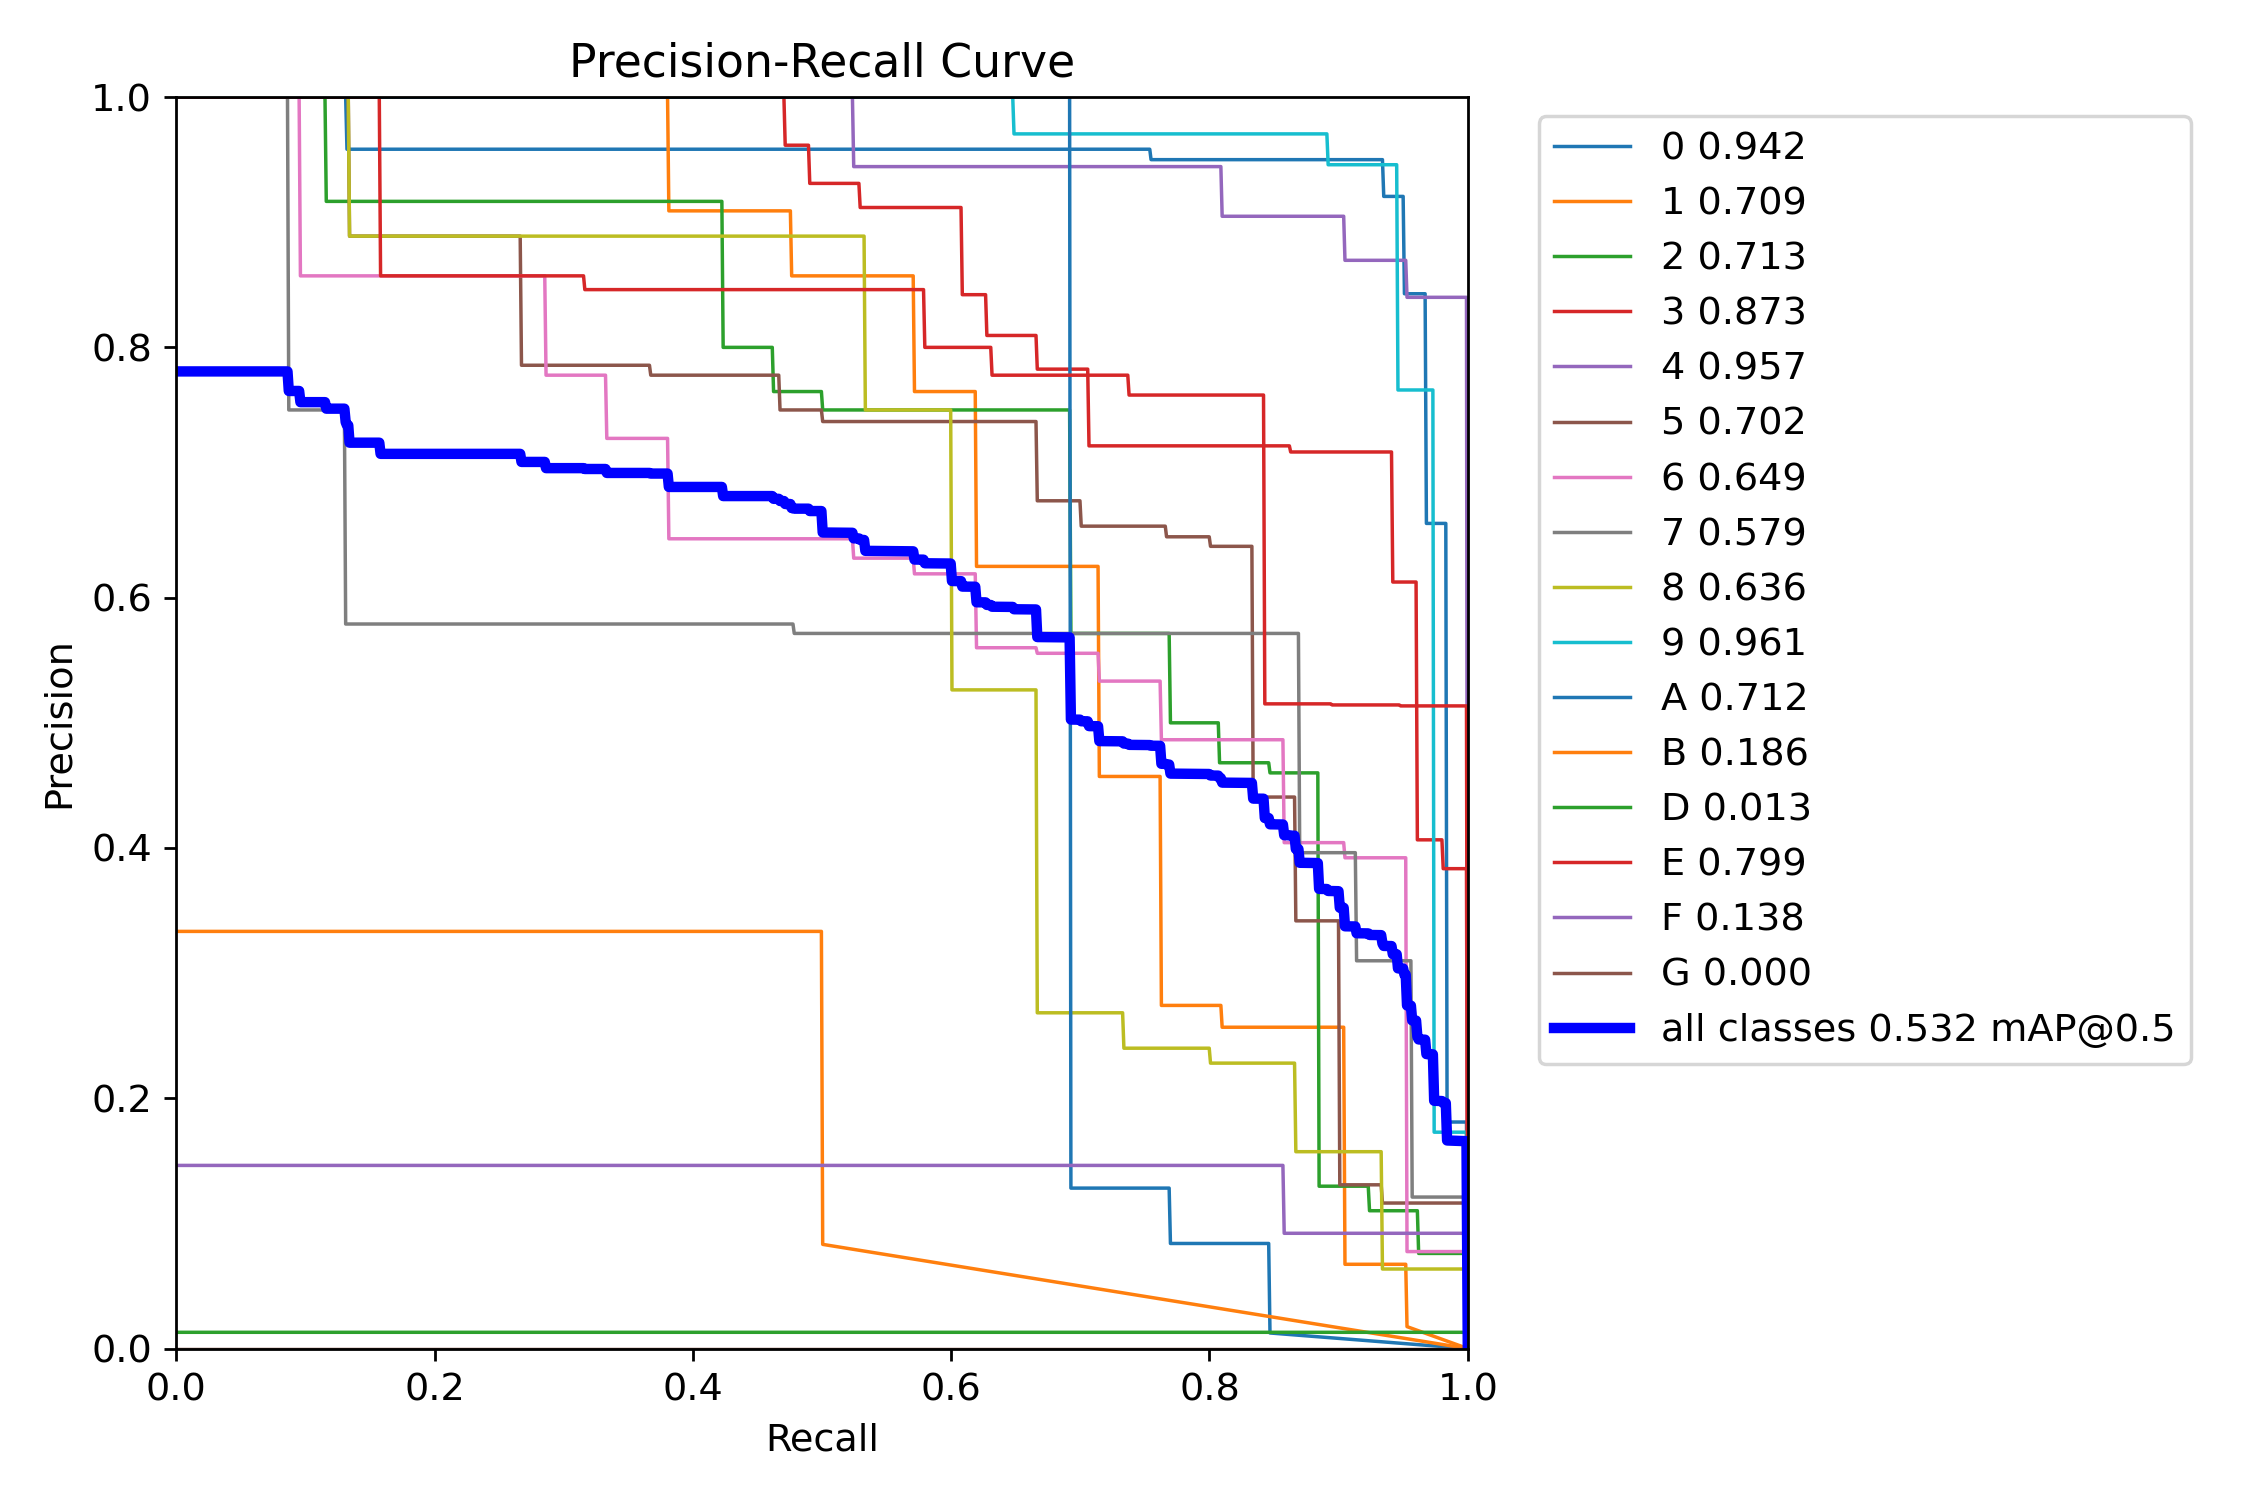 Precision-Recall Curve
1.0
0.8
0.6
0.4
0.2
0.0
Precision
0.0 0.2 0.4 0.6 0.8 1.0
Recall
0 0.942
1 0.709
2 0.713
3 0.873
4 0.957
5 0.702
6 0.649
7 0.579
8 0.636
9 0.961
A 0.712
B 0.186
D 0.013
E 0.799
F 0.138
G 0.000
all classes 0.532 mAP@0.5